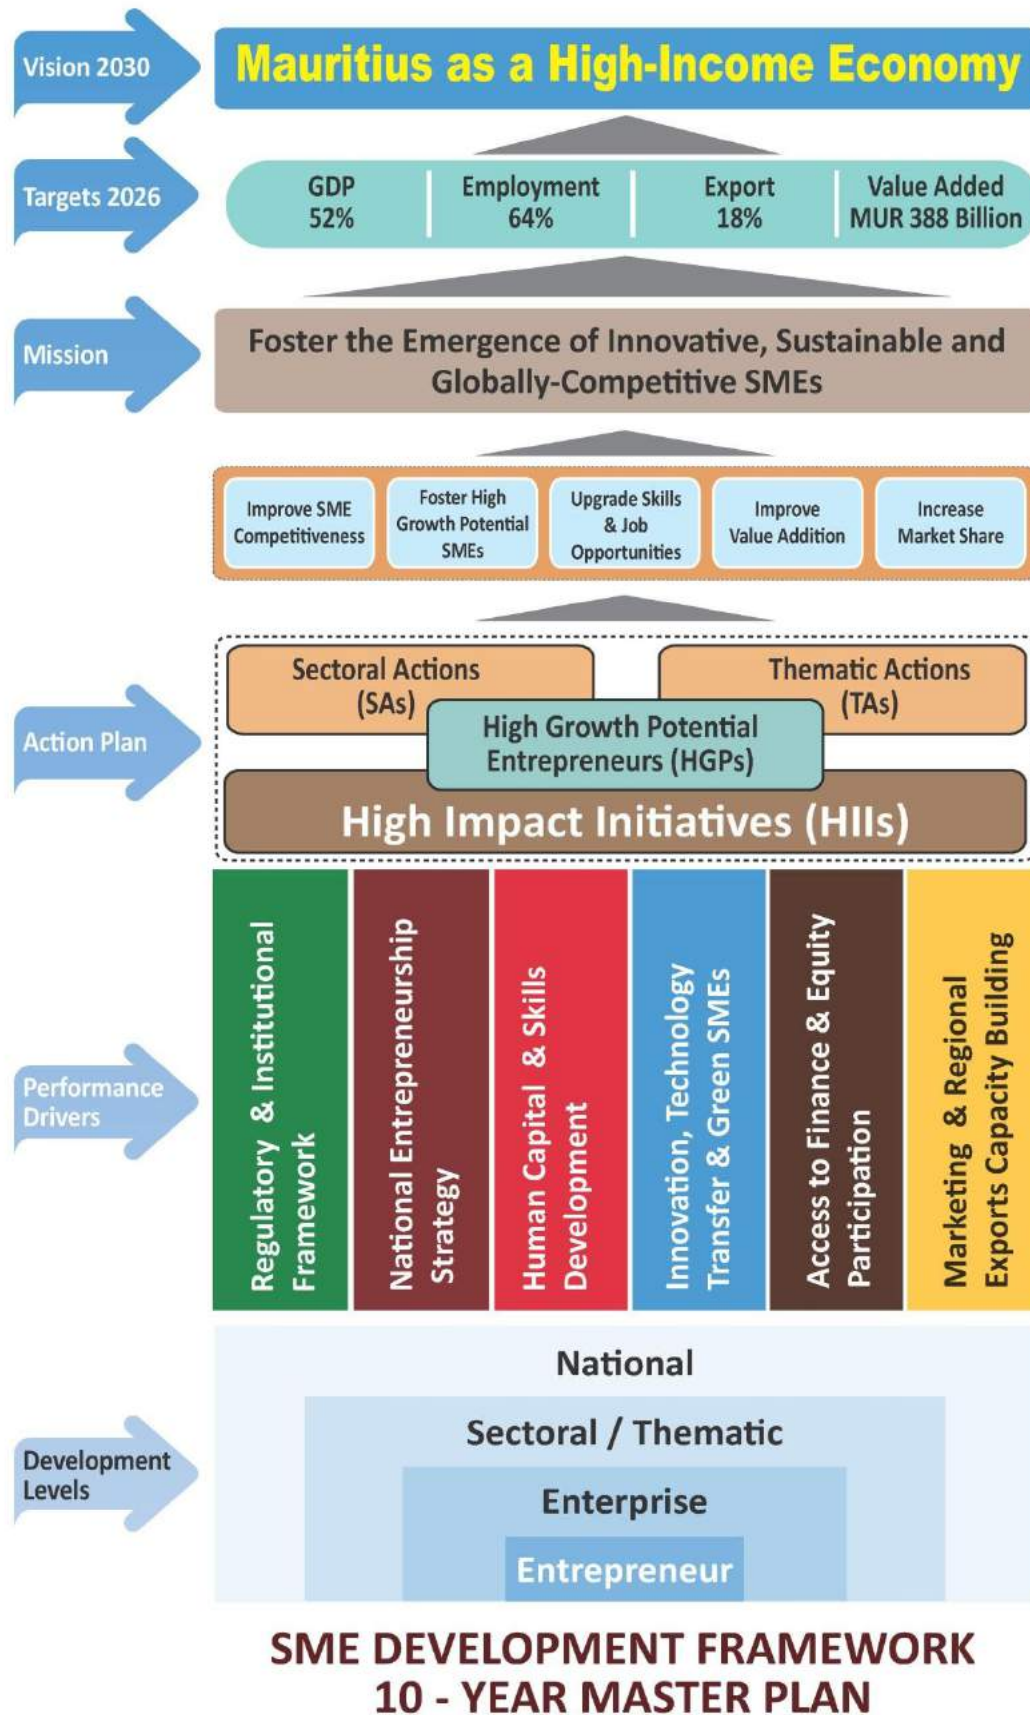 Vision 2030
Mauritius as a High-Income Economy
Targets 2026
GDP
52%
Employment
64%
Export
18%
Value Added
MUR 388 Billion
Mission
Foster the Emergence of Innovative, Sustainable and
Globally-Competitive SMEs
Improve SME
Competitiveness
Foster High
Growth Potential
SMEs
Upgrade Skills
& Job
Opportunities
Improve
Value Addition
Increase
Market Share
Action Plan
Sectoral Actions
(SAs)
Thematic Actions
(TAs)
High Growth Potential
Entrepreneurs (HGPs)
High Impact Initiatives (HIIs)
Performance
Drivers
Regulatory & Institutional
Framework
National Entrepreneurship
Strategy
Human Capital & Skills
Development
Innovation, Technology
Transfer & Green SMEs
Access to Finance & Equity
Participation
Marketing & Regional
Exports Capacity Building
Development
Levels
National
Sectoral / Thematic
Enterprise
Entrepreneur
SME DEVELOPMENT FRAMEWORK
10 - YEAR MASTER PLAN